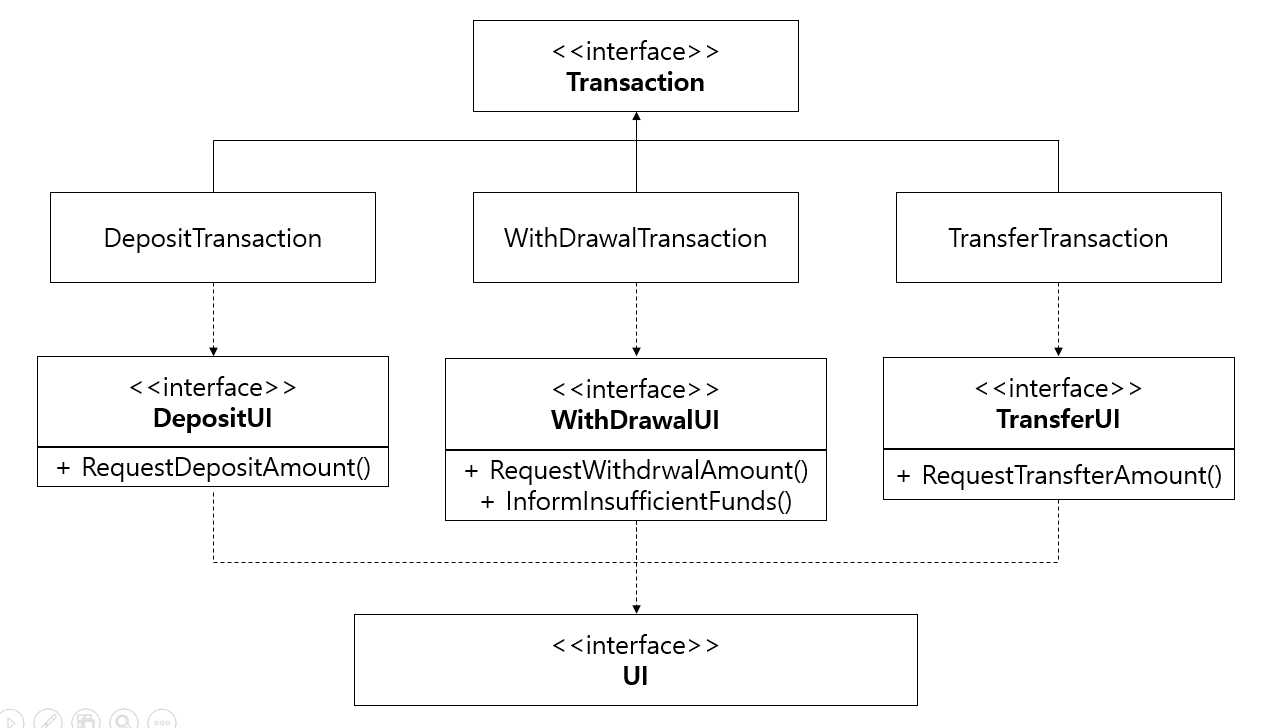 <<interface>>
Transaction
DepositTransaction
WithDrawalTransaction
TransferTransaction
<<interface>>
DepositUI
+ RequestDepositAmount()
<<interface>>
WithDrawalUI
+ RequestWithdrwalAmount()
+ InformInsufficientFunds()
<<interface>>
TransferUI
+ RequestTransfterAmount()
<<interface>>
UI